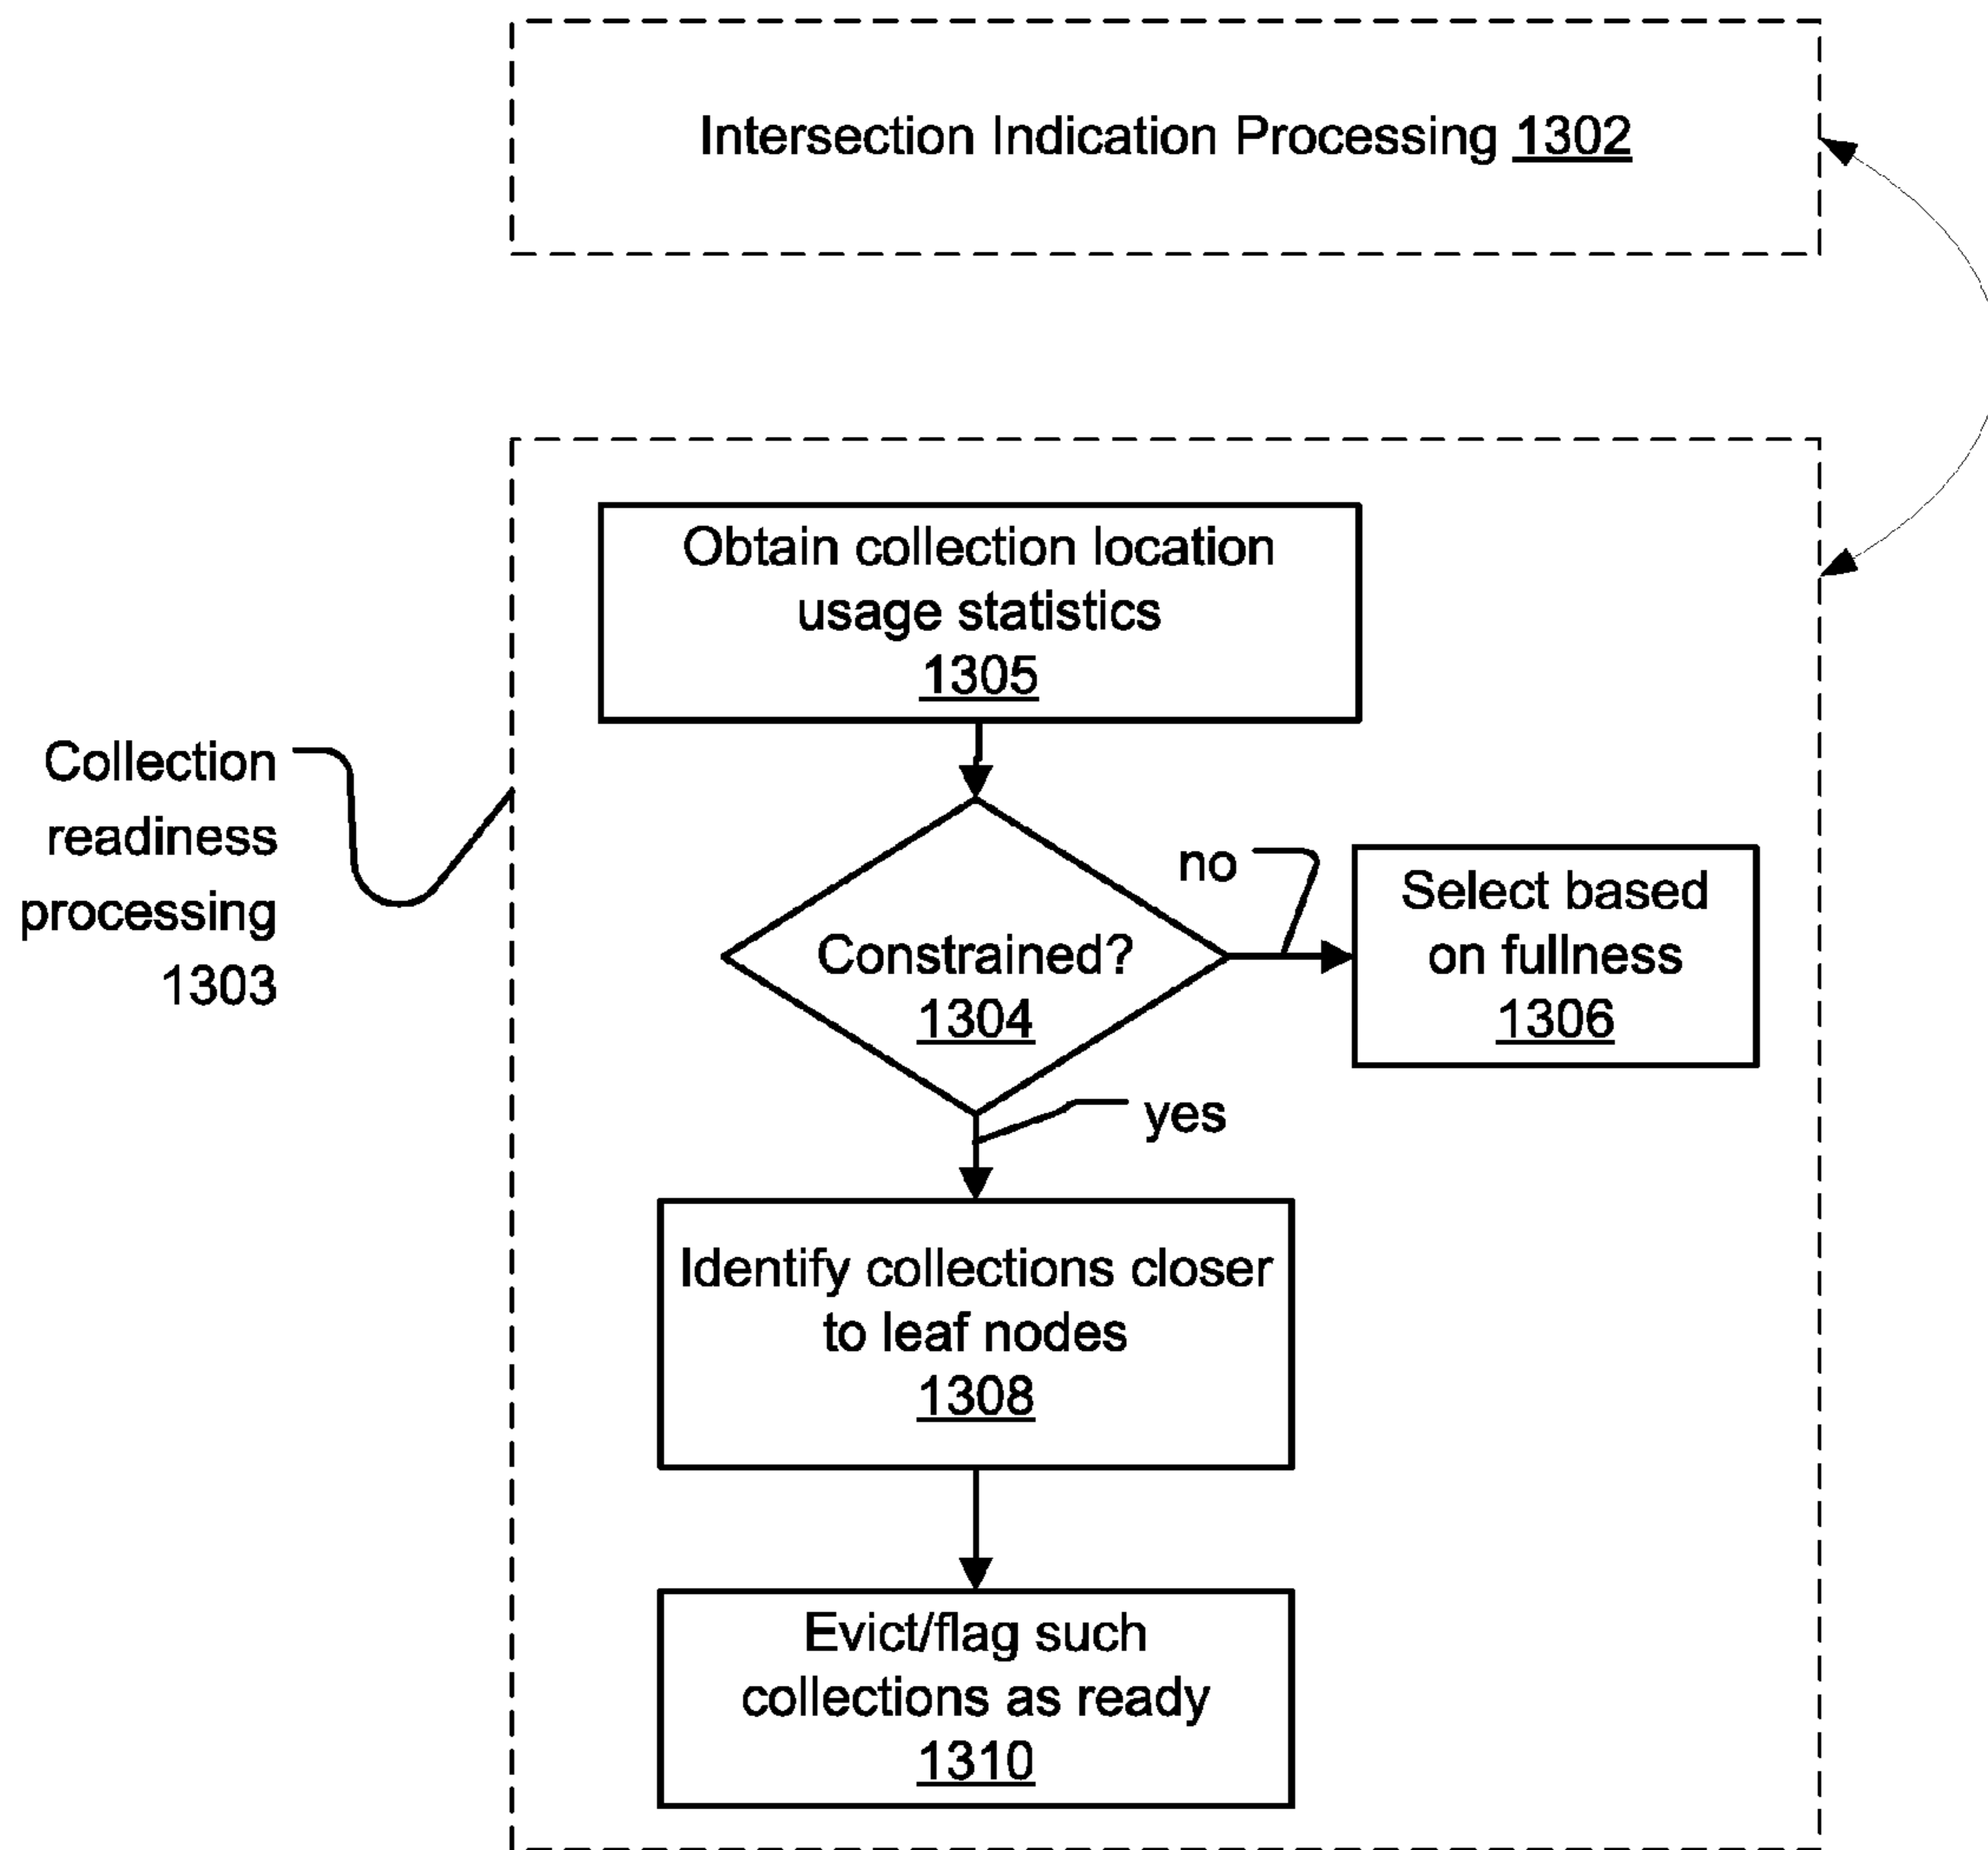 Intersection Indication Processing 1302
Obtain collection location
usage statistics
1305
Collection
readiness
processing
1303
no
Constrained?
1304
Select based
on fullness
1306
yes
Identify collections closer
to leaf nodes
1308
Evict/flag such
collections as ready
1310